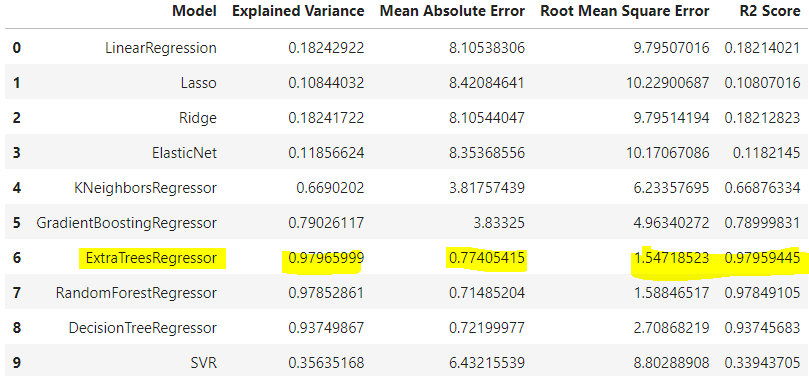 Model Explained Variance Mean Absolute Error Root Mean Square Error R2 Score
0 LinearRegression 0.18242922 8.10538306 9.79507016 0.18214021
1 Lasso 0.10844032 8.42084641 10.22900687 0.10807016
2 Ridge 0.18241722 8.10544047 9.79514194 0.18212823
3 ElasticNet 0.11856624 8.35368556 10.17067086 0.1182145
4 KNeighborsRegressor 0.6690202 3.81757439 6.23357695 0.66876334
5 GradientBoostingRegressor 0.79026117 3.83325 4.96340272 0.78999831
6 ExtraTreesRegressor 0.97965999 0.77405415 1.54718523 0.97959445
7 RandomForestRegressor 0.97852861 0.71485204 1.58846517 0.97849105
8 DecisionTreeRegressor 0.93749867 0.72199977 2.70868219 0.93745683
9 SVR 0.35635168 6.43215539 8.80288908 0.33943705